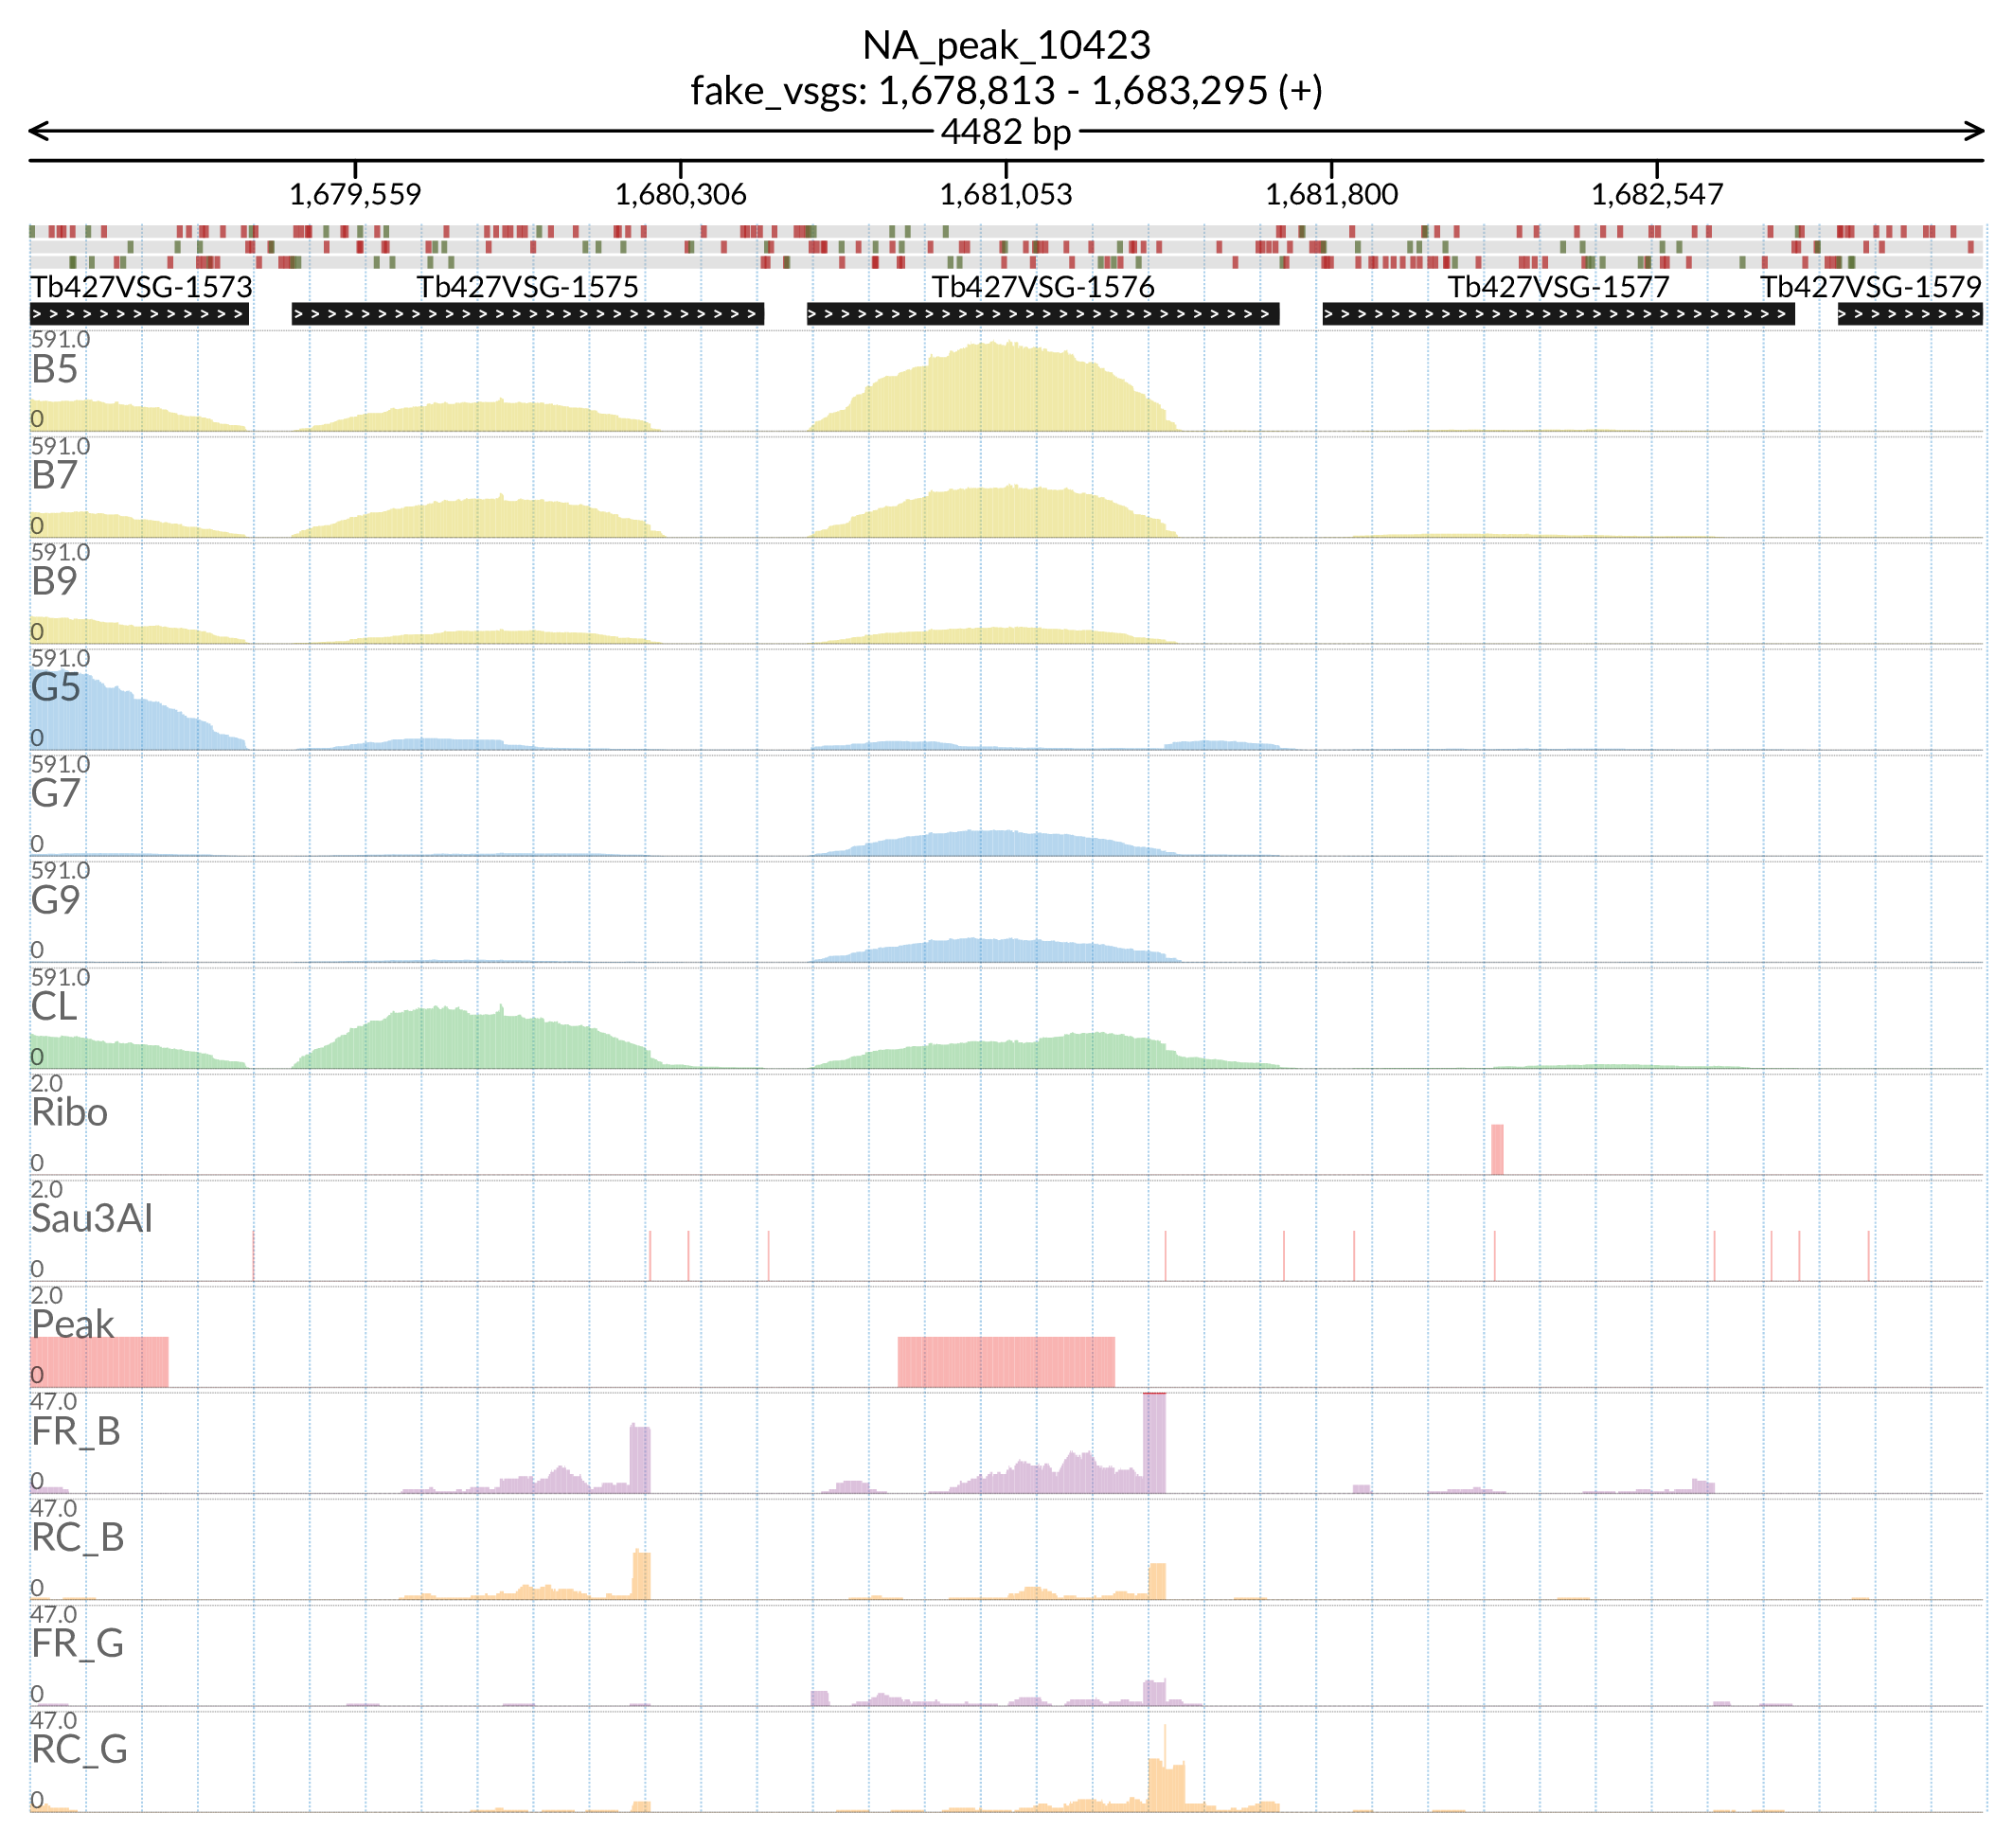 NA_peak_10423
fake_vsgs: 1,678,813 - 1,683,295 (+)
4482 bp
1,679,559 1,680,306 1,681,053 1,681,800 1,682,547
Tb427VSG-1573 Tb427VSG-1575 Tb427VSG-1576 Tb427VSG-1577 Tb427VSG-1579
591.0
B5
0
591.0
B7
0
591.0
B9
0
591.0
G5
0
591.0
G7
0
591.0
G9
0
591.0
CL
0
2.0
Ribo
0
2.0
Sau3AI
0
2.0
Peak
0
47.0
FR_B
0
47.0
RC_B
0
47.0
FR_G
0
47.0
RC_G
0